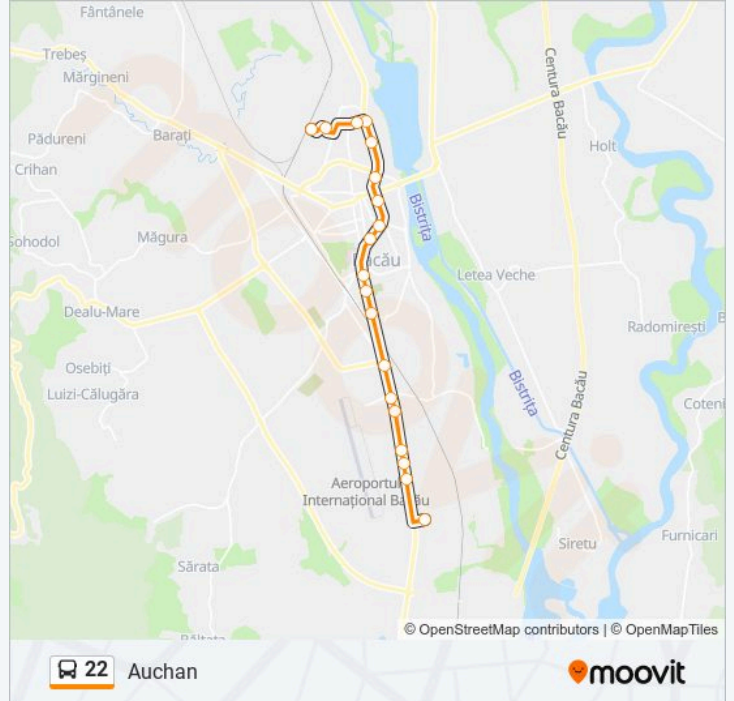 Fântânele
Trebeș
Mărgineni
Centura Bacău
Pădureni
Barați
Holt
Crihan
Bistrița
Sohodol
Măgura
Bacău
Letea Veche
Dealu-Mare
Radomirești
Osebiți
Luizi-Călugăra
Bistrița
Centura Bacău
Coteni
Aeroportul
Internațional Bacău
Siretu
Furnicari
Sărata
Băltata
© OpenStreetMap contributors | © OpenMapTiles
22 Auchan
moovit